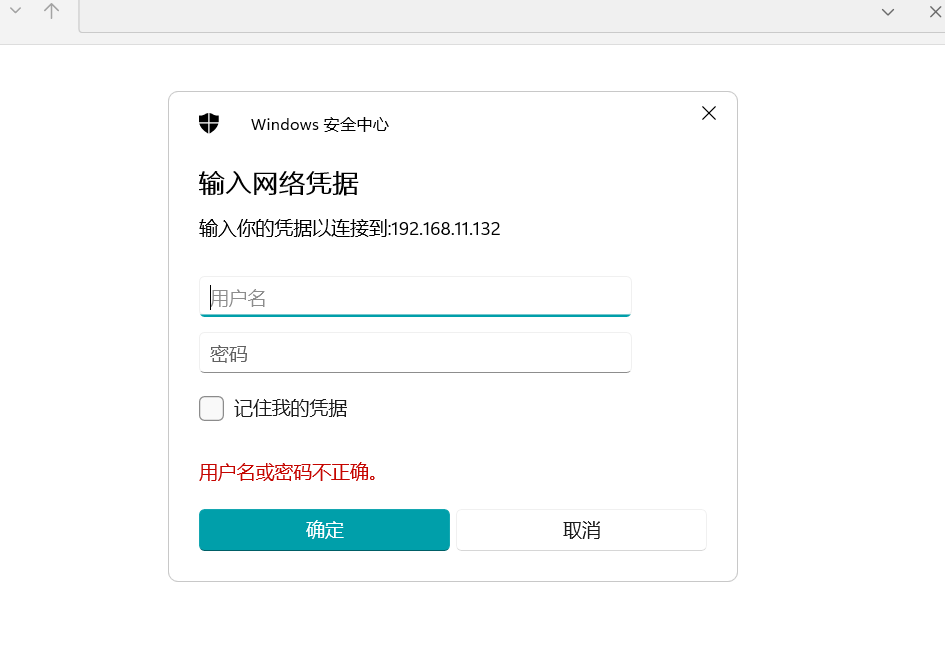 Windows 安全中心
输入网络凭据
输入你的凭据以连接到:192.168.11.132
用户名
密码
记住我的凭据
用户名或密码不正确。
确定
取消